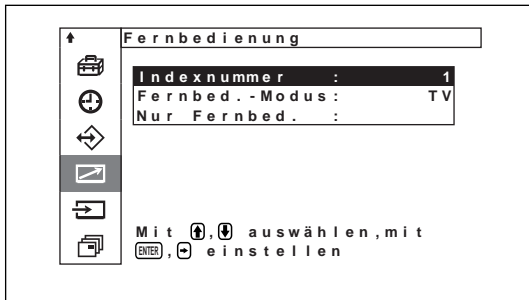 Fernbedienung
Indexnummer : 1
Fernbed.-Modus: TV
Nur Fernbed. :
Mit ↑,↓ auswählen,mit
ENTER,→ einstellen